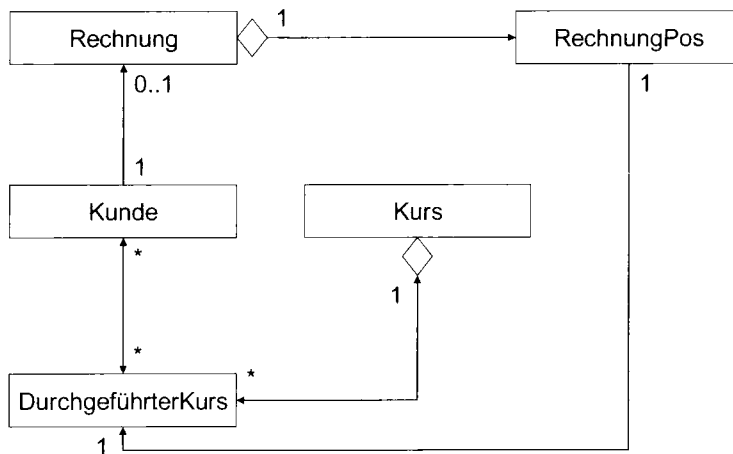 Rechnung
1
RechnungPos
0..1
1
1
Kunde
Kurs
*
1
*
*
DurchgeführterKurs
1